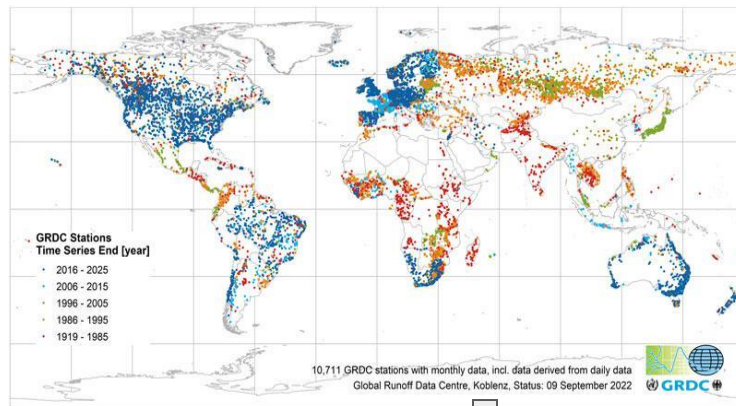 GRDC Stations
Time Series End [year]
2016 - 2025
2006 - 2015
1996 - 2005
1986 - 1995
1919 - 1985
10,711 GRDC stations with monthly data, incl. data derived from daily data
Global Runoff Data Centre, Koblenz, Status: 09 September 2022
GRDC